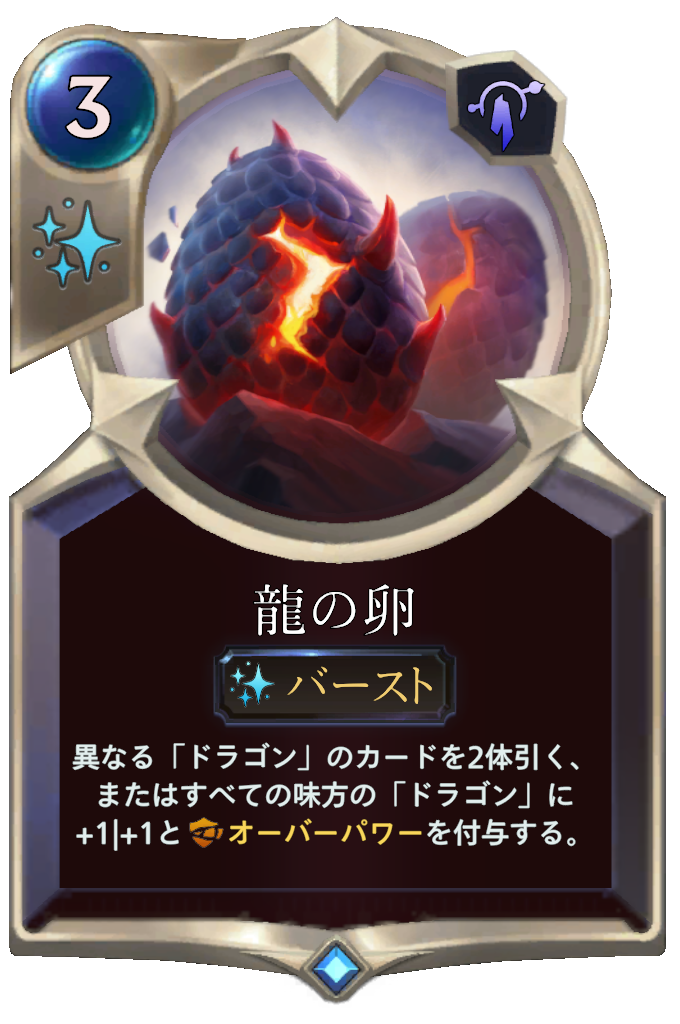 3
龍の卵
バースト
異なる「ドラゴン」のカードを2体引く、
またはすべての味方の「ドラゴン」に
+1|+1とオーバーパワーを付与する。